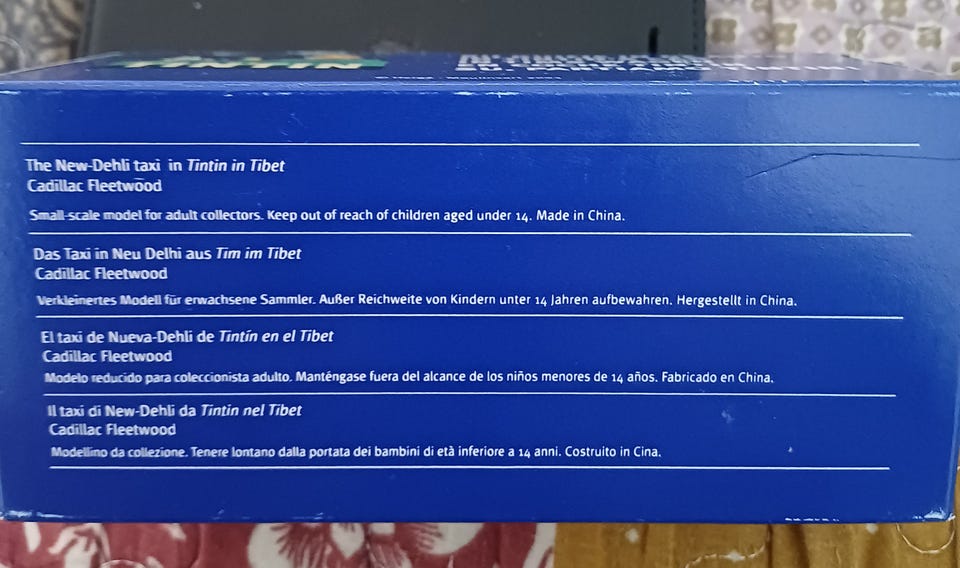 TINTIN
The New-Dehli taxi in Tintin in Tibet
Cadillac Fleetwood
Small-scale model for adult collectors. Keep out of reach of children aged under 14. Made in China.
Das Taxi in Neu Delhi aus Tim im Tibet
Cadillac Fleetwood
Verkleinertes Modell für erwachsene Sammler. Außer Reichweite von Kindern unter 14 Jahren aufbewahren. Hergestellt in China.
El taxi de Nueva-Dehli de Tintín en el Tibet
Cadillac Fleetwood
Modelo reducido para coleccionista adulto. Manténgase fuera del alcance de los niños menores de 14 años. Fabricado en China.
Il taxi di New-Dehli da Tintin nel Tibet
Cadillac Fleetwood
Modellino da collezione. Tenere lontano dalla portata dei bambini di età inferiore a 14 anni. Costruito in Cina.